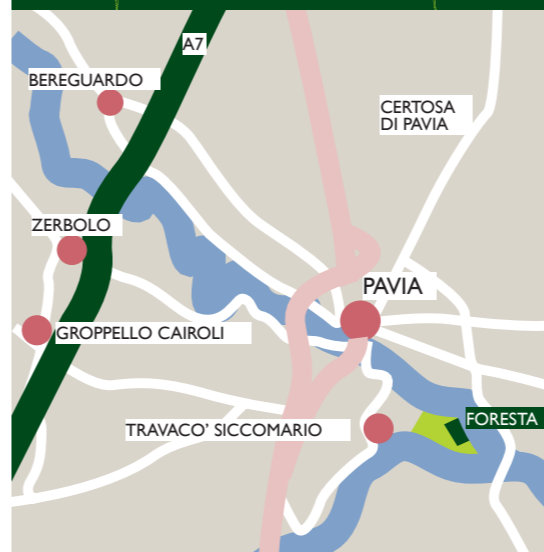 A7
BEREGUARDO
CERTOSA
DI PAVIA
ZERBOLO
PAVIA
GROPPELLO CAIROLI
FORESTA
TRAVACO' SICCOMARIO